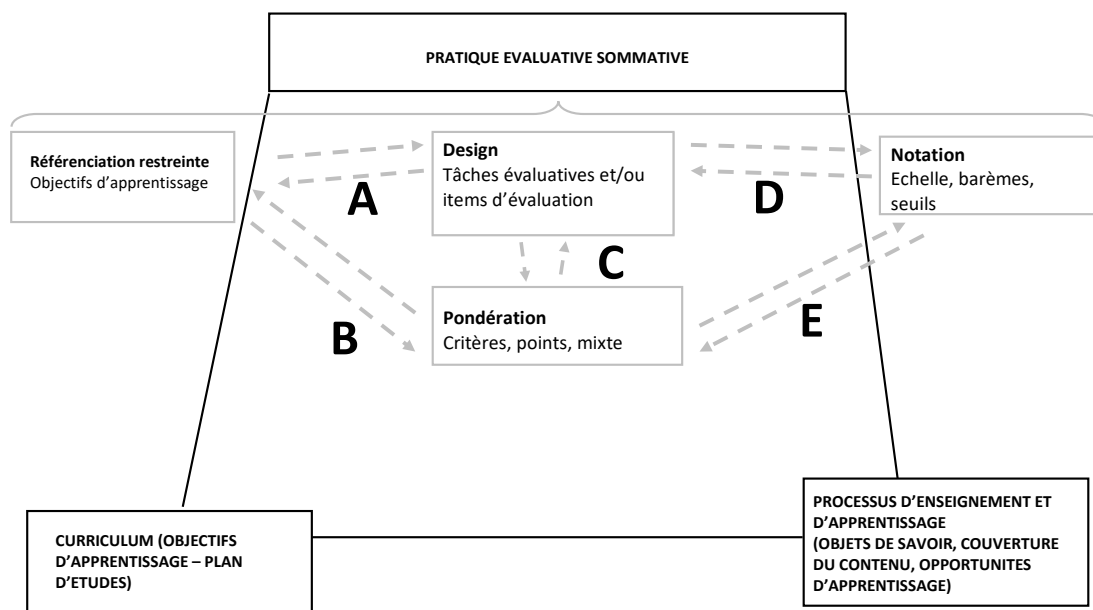 PRATIQUE EVALUATIVE SOMMATIVE
Référenciation restreinte
Objectifs d’apprentissage
Design
Tâches évaluatives et/ou
items d’évaluation
Notation
Echelle, barèmes,
seuils
A
D
C
B
E
Pondération
Critères, points, mixte
CURRICULUM (OBJECTIFS
D’APPRENTISSAGE – PLAN
D’ETUDES)
PROCESSUS D’ENSEIGNEMENT ET
D’APPRENTISSAGE
(OBJETS DE SAVOIR, COUVERTURE
DU CONTENU, OPPORTUNITES
D’APPRENTISSAGE)